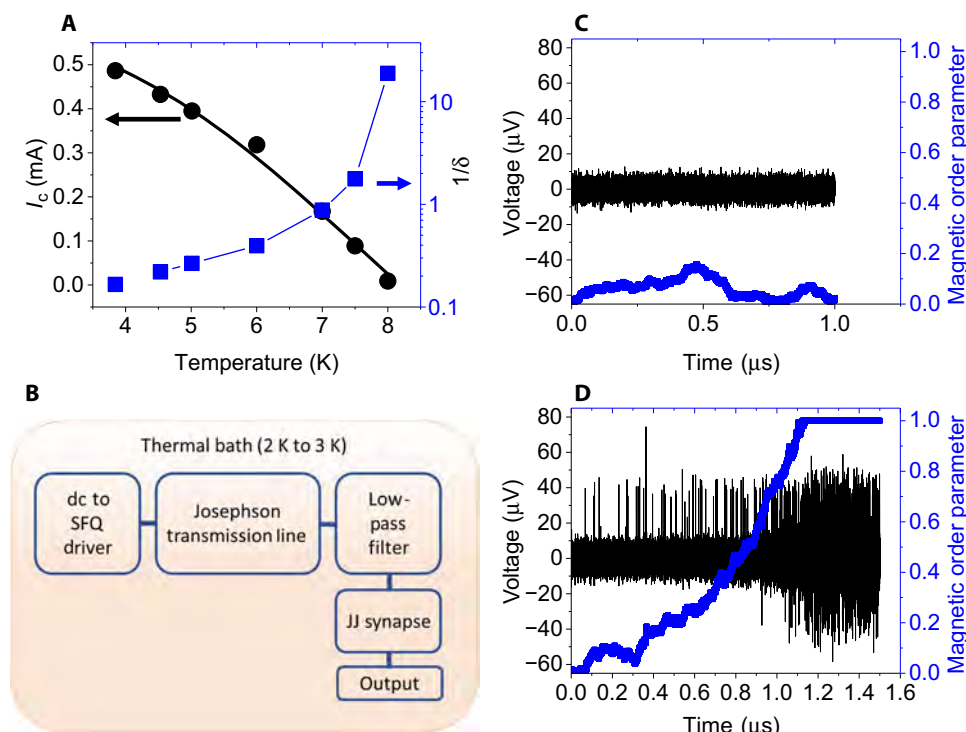 A
0.5
0.4
0.3
0.2
0.1
0.0
I_c (mA)
10
1
0.1
1/δ
4 5 6 7 8
Temperature (K)
B
Thermal bath (2 K to 3 K)
dc to
SFQ
driver
Josephson
transmission line
Low-
pass
filter
JJ synapse
Output
C
80
60
40
20
0
−20
−40
−60
Voltage (μV)
1.0
0.8
0.6
0.4
0.2
0.0
Magnetic order parameter
0.0 0.5 1.0
Time (μs)
D
80
60
40
20
0
−20
−40
−60
Voltage (μV)
1.0
0.8
0.6
0.4
0.2
0.0
Magnetic order parameter
0.0 0.2 0.4 0.6 0.8 1.0 1.2 1.4 1.6
Time (μs)